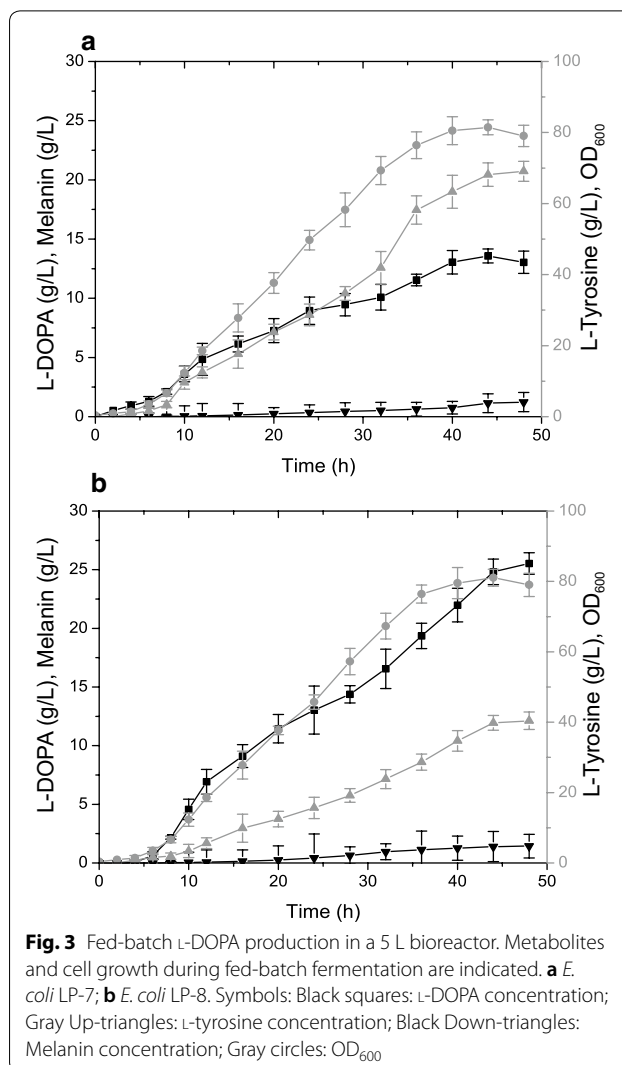 a
30
25
20
15
10
5
0
L-DOPA (g/L), Melanin (g/L)
100
80
60
40
20
0
L-Tyrosine (g/L), OD600
0 10 20 30 40 50
Time (h)
b
30
25
20
15
10
5
0
L-DOPA (g/L), Melanin (g/L)
100
80
60
40
20
0
L-Tyrosine (g/L), OD600
0 10 20 30 40 50
Time (h)
Fig. 3 Fed-batch L-DOPA production in a 5 L bioreactor. Metabolites
and cell growth during fed-batch fermentation are indicated. a E.
coli LP-7; b E. coli LP-8. Symbols: Black squares: L-DOPA concentration;
Gray Up-triangles: L-tyrosine concentration; Black Down-triangles:
Melanin concentration; Gray circles: OD600